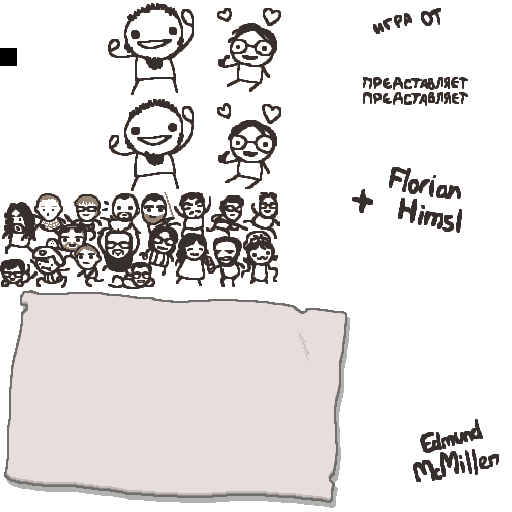 ИГРА ОТ
ПРЕДСТАВЛЯЕТ
ПРЕДСТАВЛЯЕТ
+ Florian
Himsl
Edmund
McMillen